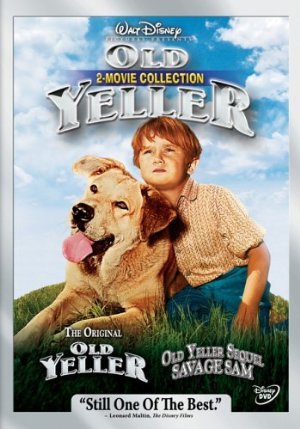 WALT DISNEY
PICTURES PRESENTS
OLD
2-MOVIE COLLECTION
YELLER
THE ORIGINAL
OLD
YELLER
OLD YELLER SEQUEL
SAVAGE SAM
Disney
DVD
"Still One Of The Best."
– Leonard Maltin, The Disney Films